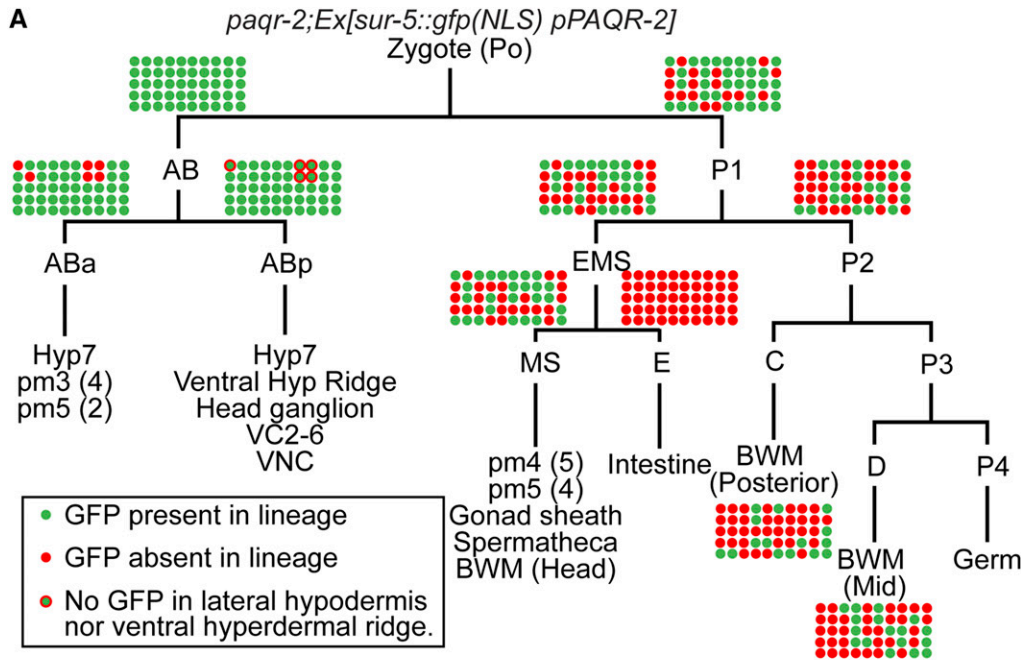 A
paqr-2;Ex[sur-5::gfp(NLS) pPAQR-2]
Zygote (Po)
AB
P1
ABa
ABp
EMS
P2
Hyp7
pm3 (4)
pm5 (2)
Hyp7
Ventral Hyp Ridge
Head ganglion
VC2-6
VNC
MS
E
C
P3
pm4 (5)
pm5 (4)
Gonad sheath
Spermatheca
BWM (Head)
Intestine
BWM
(Posterior)
D
P4
BWM
(Mid)
Germ
GFP present in lineage
GFP absent in lineage
No GFP in lateral hypodermis
nor ventral hyperdermal ridge.